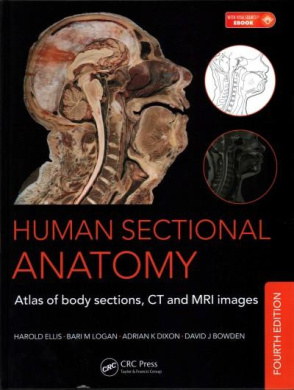 WITH VITALSOURCE®
EBOOK
HUMAN SECTIONAL
ANATOMY
Atlas of body sections, CT and MRI images
HAROLD ELLIS · BARI M LOGAN · ADRIAN K DIXON · DAVID J BOWDEN
CRC Press
Taylor & Francis Group
FOURTH EDITION